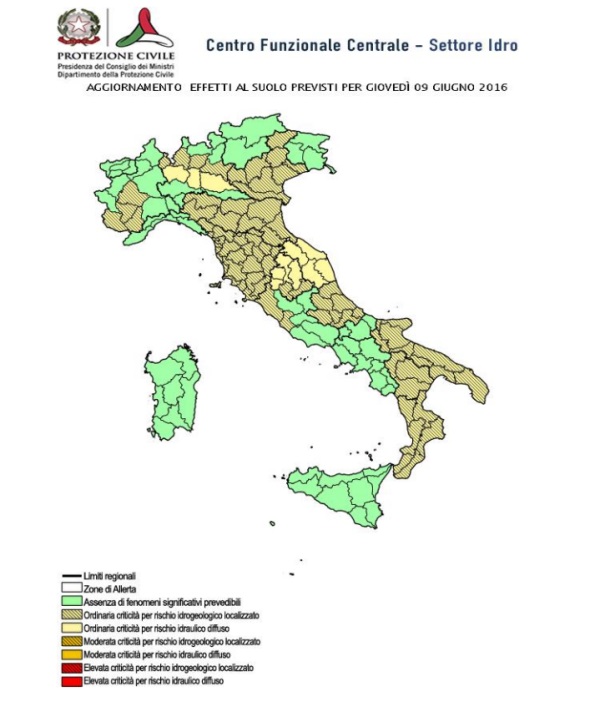 PROTEZIONE CIVILE
Presidenza del Consiglio dei Ministri
Dipartimento della Protezione Civile
Centro Funzionale Centrale – Settore Idro
AGGIORNAMENTO EFFETTI AL SUOLO PREVISTI PER GIOVEDÌ 09 GIUGNO 2016
Limiti regionali
Zone di Allerta
Assenza di fenomeni significativi prevedibili
Ordinaria criticità per rischio idrogeologico localizzato
Ordinaria criticità per rischio idraulico diffuso
Moderata criticità per rischio idrogeologico localizzato
Moderata criticità per rischio idraulico diffuso
Elevata criticità per rischio idrogeologico localizzato
Elevata criticità per rischio idraulico diffuso